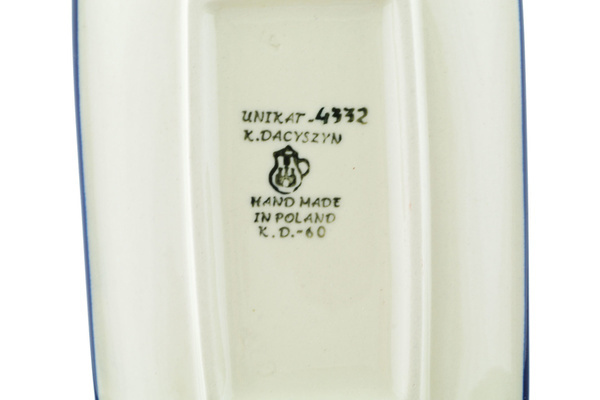 UNIKAT-4332
K.DACYSZYN
HAND MADE
IN POLAND
K.D.-60